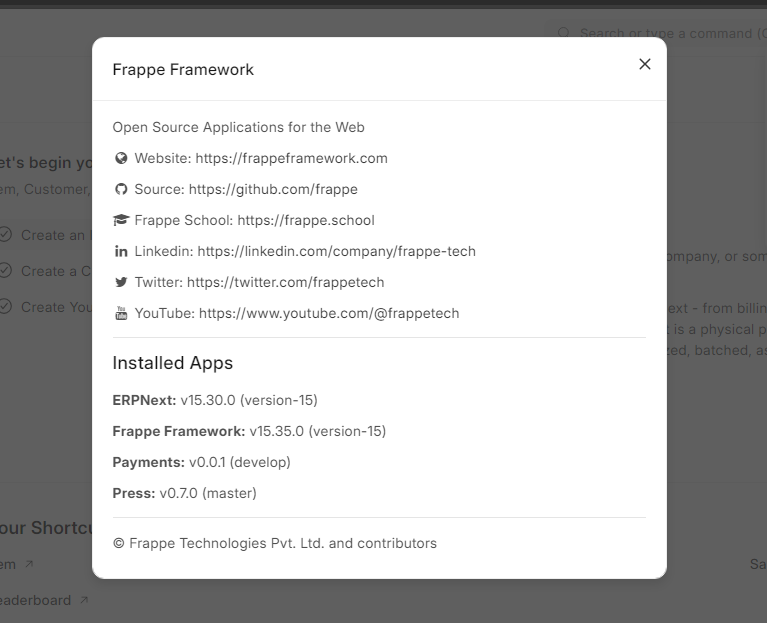 Search or type a command (C
Frappe Framework
Open Source Applications for the Web
Website: https://frappeframework.com
Source: https://github.com/frappe
Frappe School: https://frappe.school
Linkedin: https://linkedin.com/company/frappe-tech
Twitter: https://twitter.com/frappetech
YouTube: https://www.youtube.com/@frappetech
Installed Apps
ERPNext: v15.30.0 (version-15)
Frappe Framework: v15.35.0 (version-15)
Payments: v0.0.1 (develop)
Press: v0.7.0 (master)
© Frappe Technologies Pvt. Ltd. and contributors
et's begin yo
em, Customer,
Create an I
Create a C
Create You
ompany, or som
ext - from billin
t is a physical p
zed, batched, as
our Shortcu
em
Sa
eaderboard